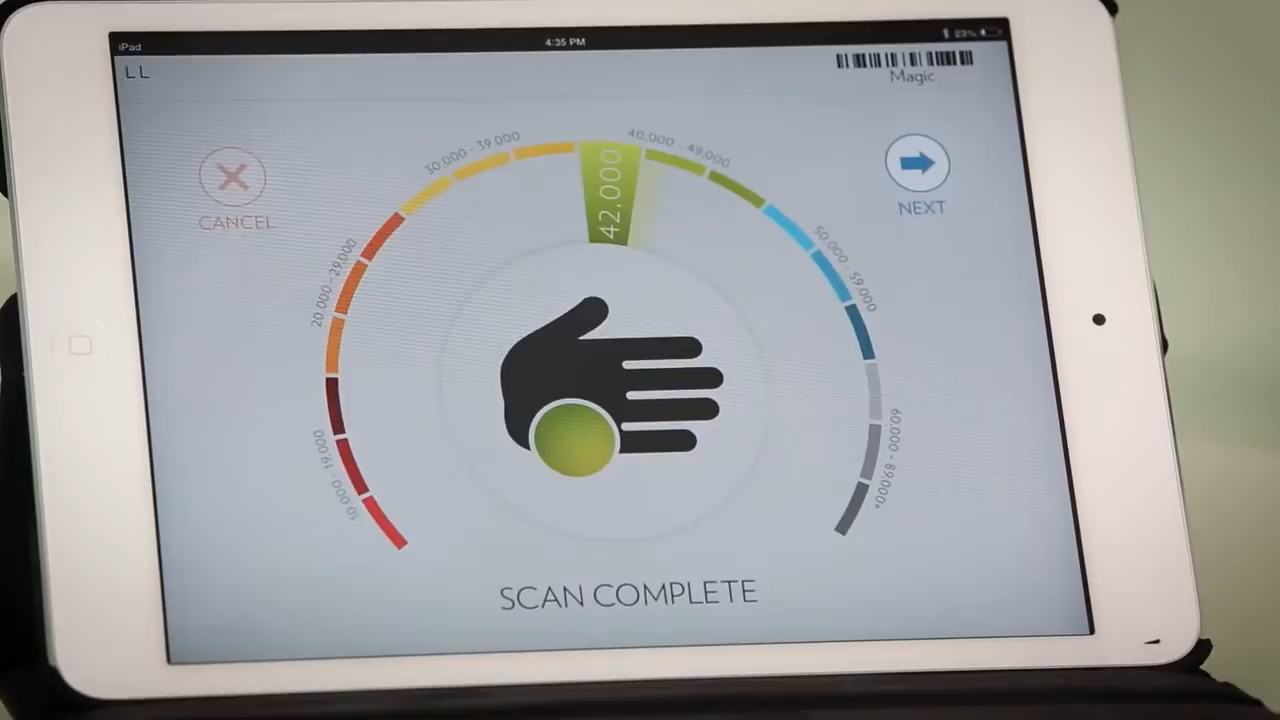 iPad
4:35 PM
23%
LL
Magic
CANCEL
NEXT
10,000 - 19,000
20,000 - 29,000
30,000 - 39,000
42,000
40,000 - 49,000
50,000 - 59,000
60,000 - 89,000+
SCAN COMPLETE